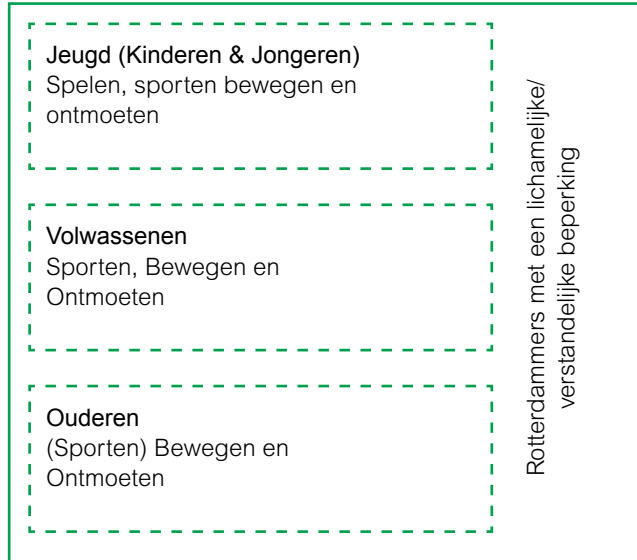 Jeugd (Kinderen & Jongeren)
Spelen, sporten bewegen en
ontmoeten
Volwassenen
Sporten, Bewegen en
Ontmoeten
Ouderen
(Sporten) Bewegen en
Ontmoeten
Rotterdammers met een lichamelijke/
verstandelijke beperking